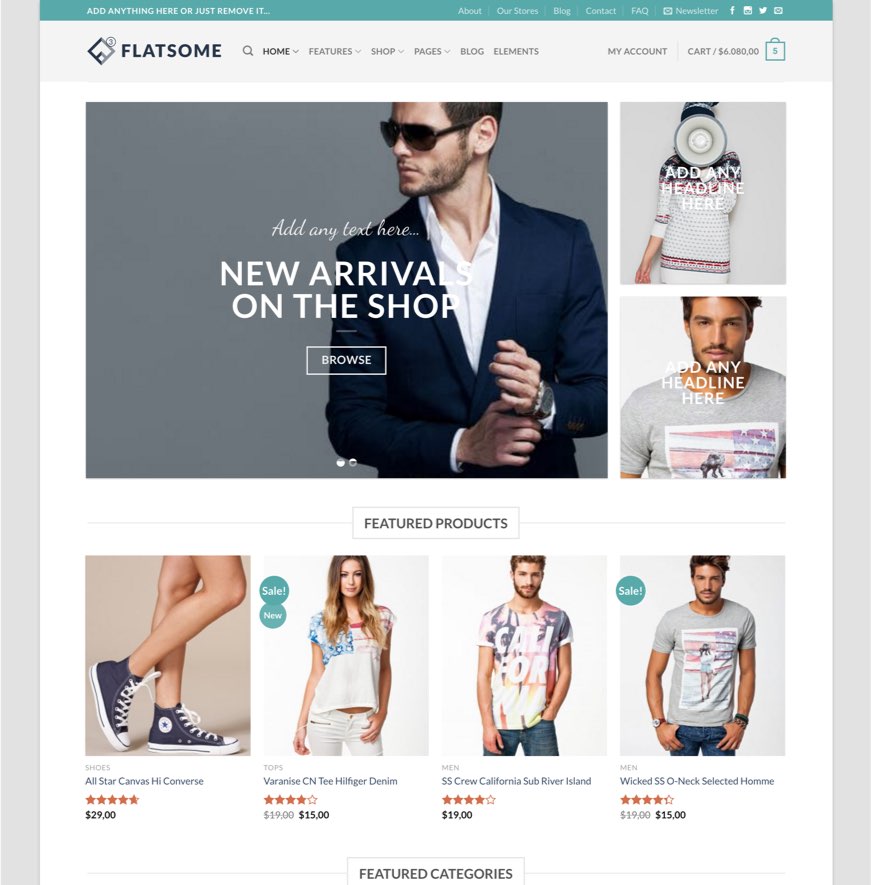 ADD ANYTHING HERE OR JUST REMOVE IT...
About
Our Stores
Blog
Contact
FAQ
Newsletter
3
FLATSOME
HOME
FEATURES
SHOP
PAGES
BLOG
ELEMENTS
MY ACCOUNT
CART / $6.080,00
5
Add any text here...
NEW ARRIVALS
ON THE SHOP
BROWSE
ADD ANY
HEADLINE
HERE
ADD ANY
HEADLINE
HERE
FEATURED PRODUCTS
Sale!
New
CALI
FOR
Sale!
SHOES
All Star Canvas Hi Converse
$29,00
TOPS
Varanise CN Tee Hilfiger Denim
$19,00 $15,00
MEN
SS Crew California Sub River Island
$19,00
MEN
Wicked SS O-Neck Selected Homme
$19,00 $15,00
FEATURED CATEGORIES